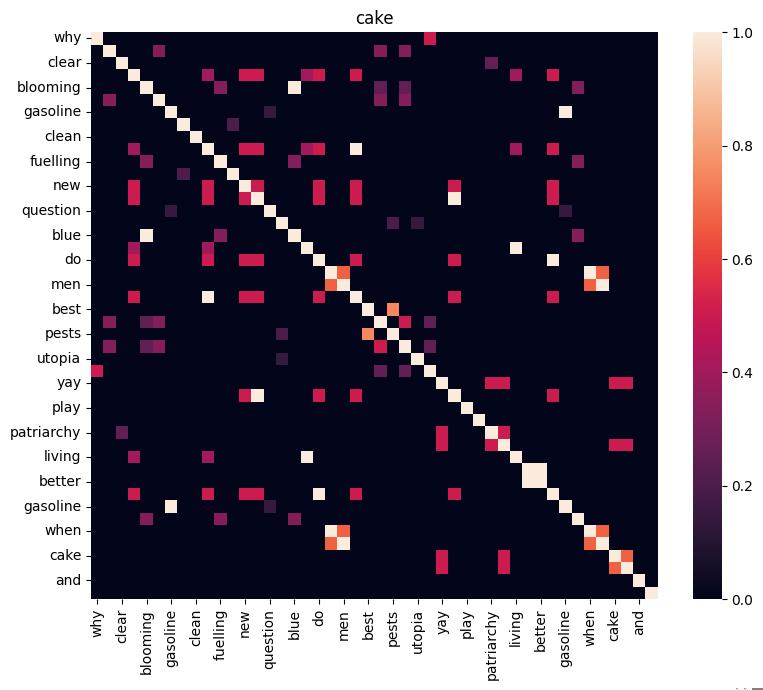 cake
why
clear
blooming
gasoline
clean
fuelling
new
question
blue
do
men
best
pests
utopia
yay
play
patriarchy
living
better
gasoline
when
cake
and
why
clear
blooming
gasoline
clean
fuelling
new
question
blue
do
men
best
pests
utopia
yay
play
patriarchy
living
better
gasoline
when
cake
and
1.0
0.8
0.6
0.4
0.2
0.0